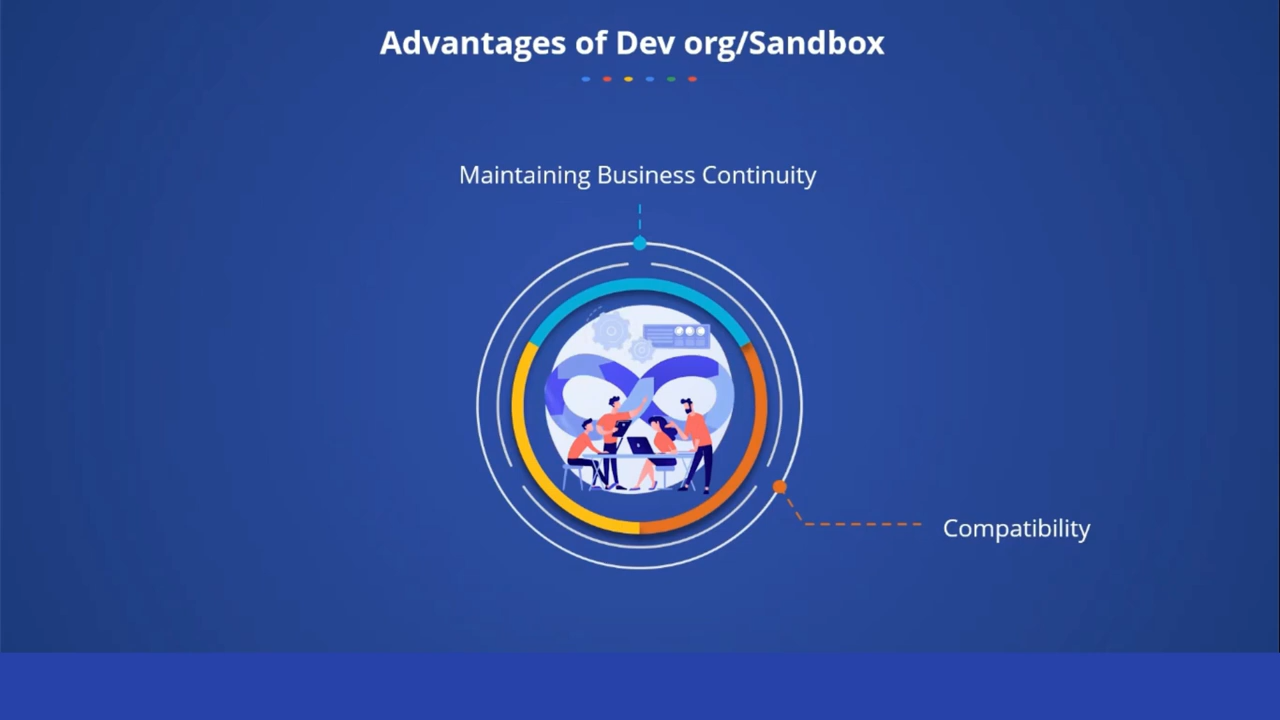 Advantages of Dev org/Sandbox
Maintaining Business Continuity
Compatibility